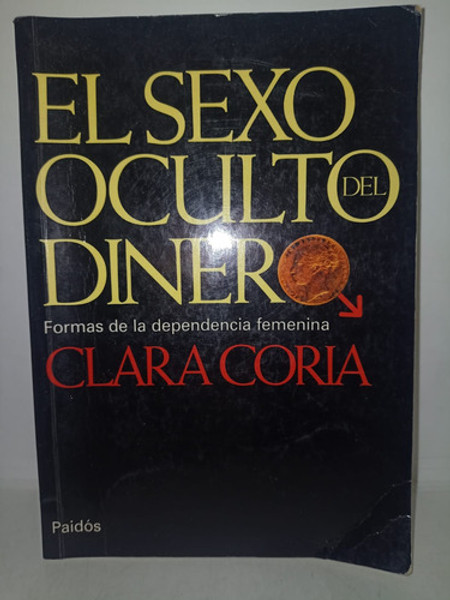 EL SEXO
OCULTO DEL
DINERO
Formas de la dependencia femenina
CLARA CORIA
Paidós